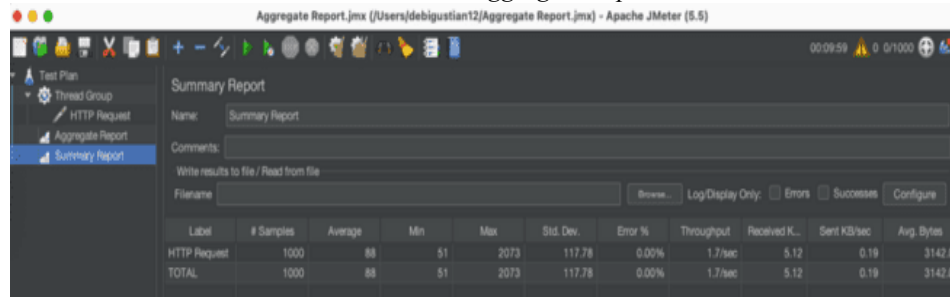 Aggregate Report.jmx (/Users/debigustian12/Aggregate Report.jmx) - Apache JMeter (5.5)
00:09:59 0 0/1000
Test Plan
Thread Group
HTTP Request
Aggregate Report
Summary Report
Summary Report
Name: Summary Report
Comments:
Write results to file / Read from file
Filename Browse... Log/Display Only: Errors Successes Configure
Label # Samples Average Min Max Std. Dev. Error % Throughput Received K... Sent KB/sec Avg. Bytes
HTTP Request 1000 88 51 2073 117.78 0.00% 1.7/sec 5.12 0.19 3142.
TOTAL 1000 88 51 2073 117.78 0.00% 1.7/sec 5.12 0.19 3142.